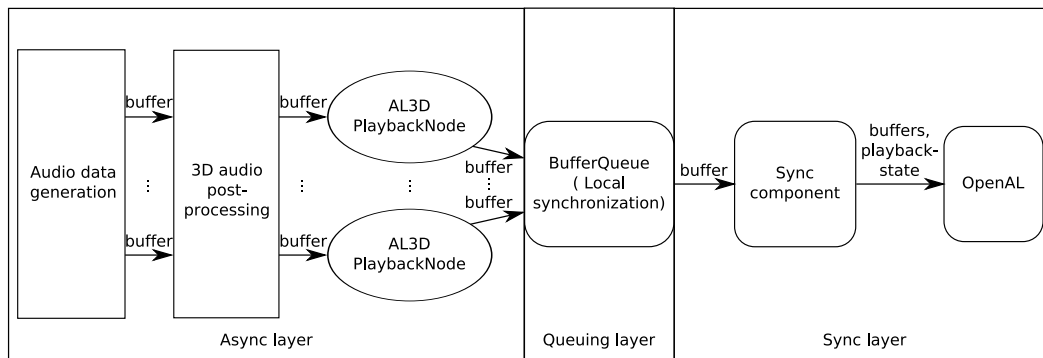 Audio data
generation
buffer
⋮
buffer
3D audio
post-
processing
buffer
⋮
buffer
AL3D
PlaybackNode
⋮
AL3D
PlaybackNode
buffer
⋮
buffer
BufferQueue
( Local
synchronization)
buffer
Sync
component
buffers,
playback-
state
OpenAL
Async layer
Queuing layer
Sync layer